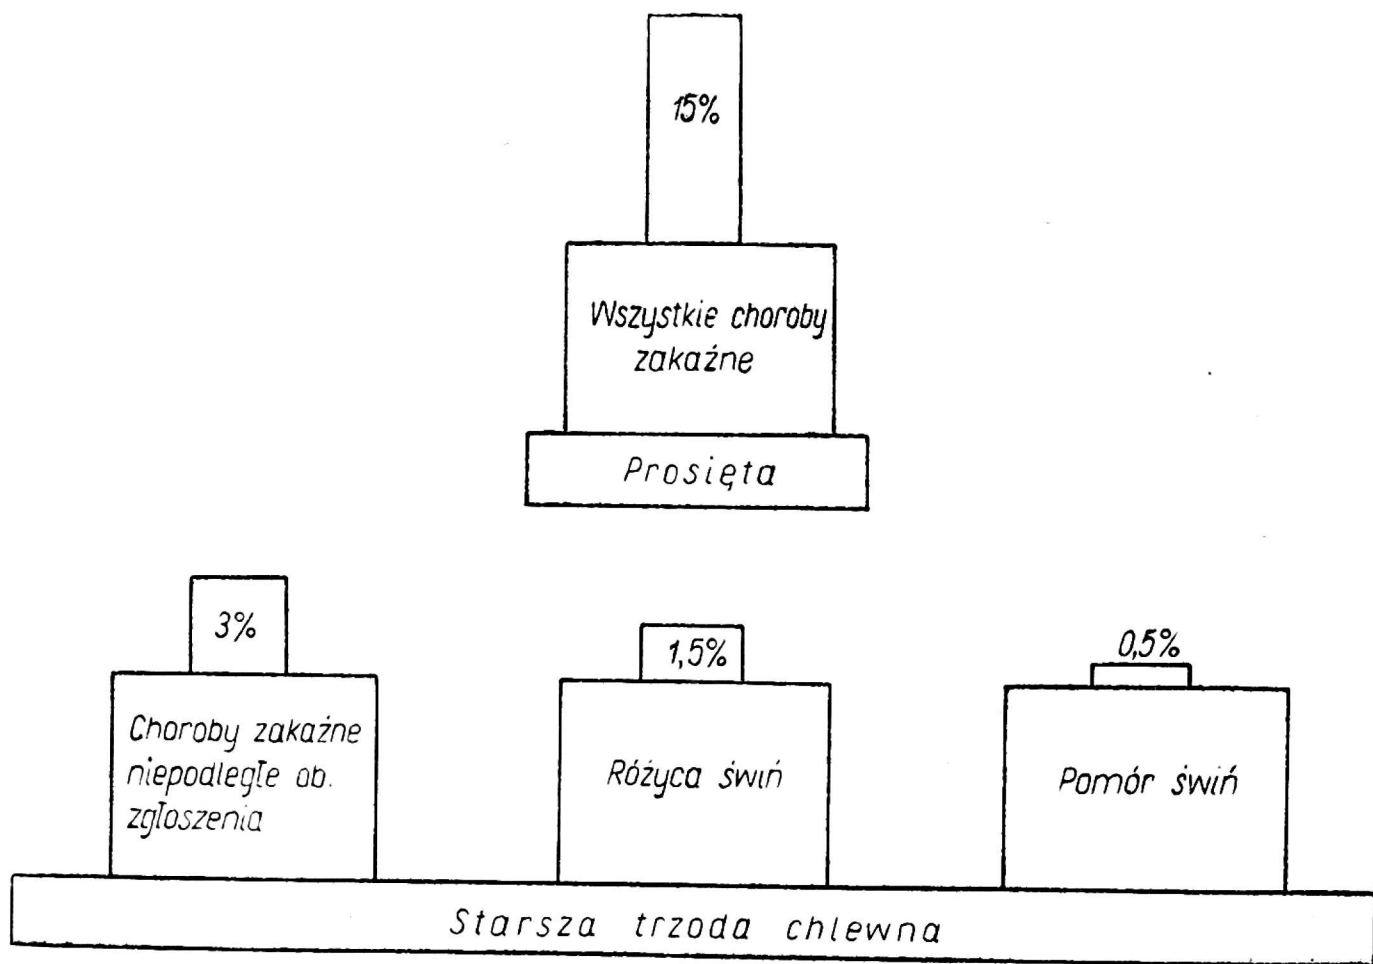 15%
Wszystkie choroby
zakaźne
Prosięta
3%
Choroby zakaźne
niepodległe ob.
zgłoszenia
1,5%
Różyca świń
0,5%
Pomór świń
Starsza trzoda chlewna